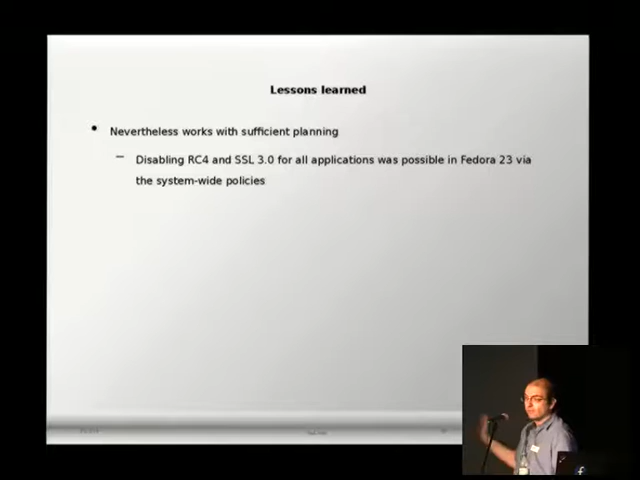 Lessons learned
Nevertheless works with sufficient planning
Disabling RC4 and SSL 3.0 for all applications was possible in Fedora 23 via
the system-wide policies